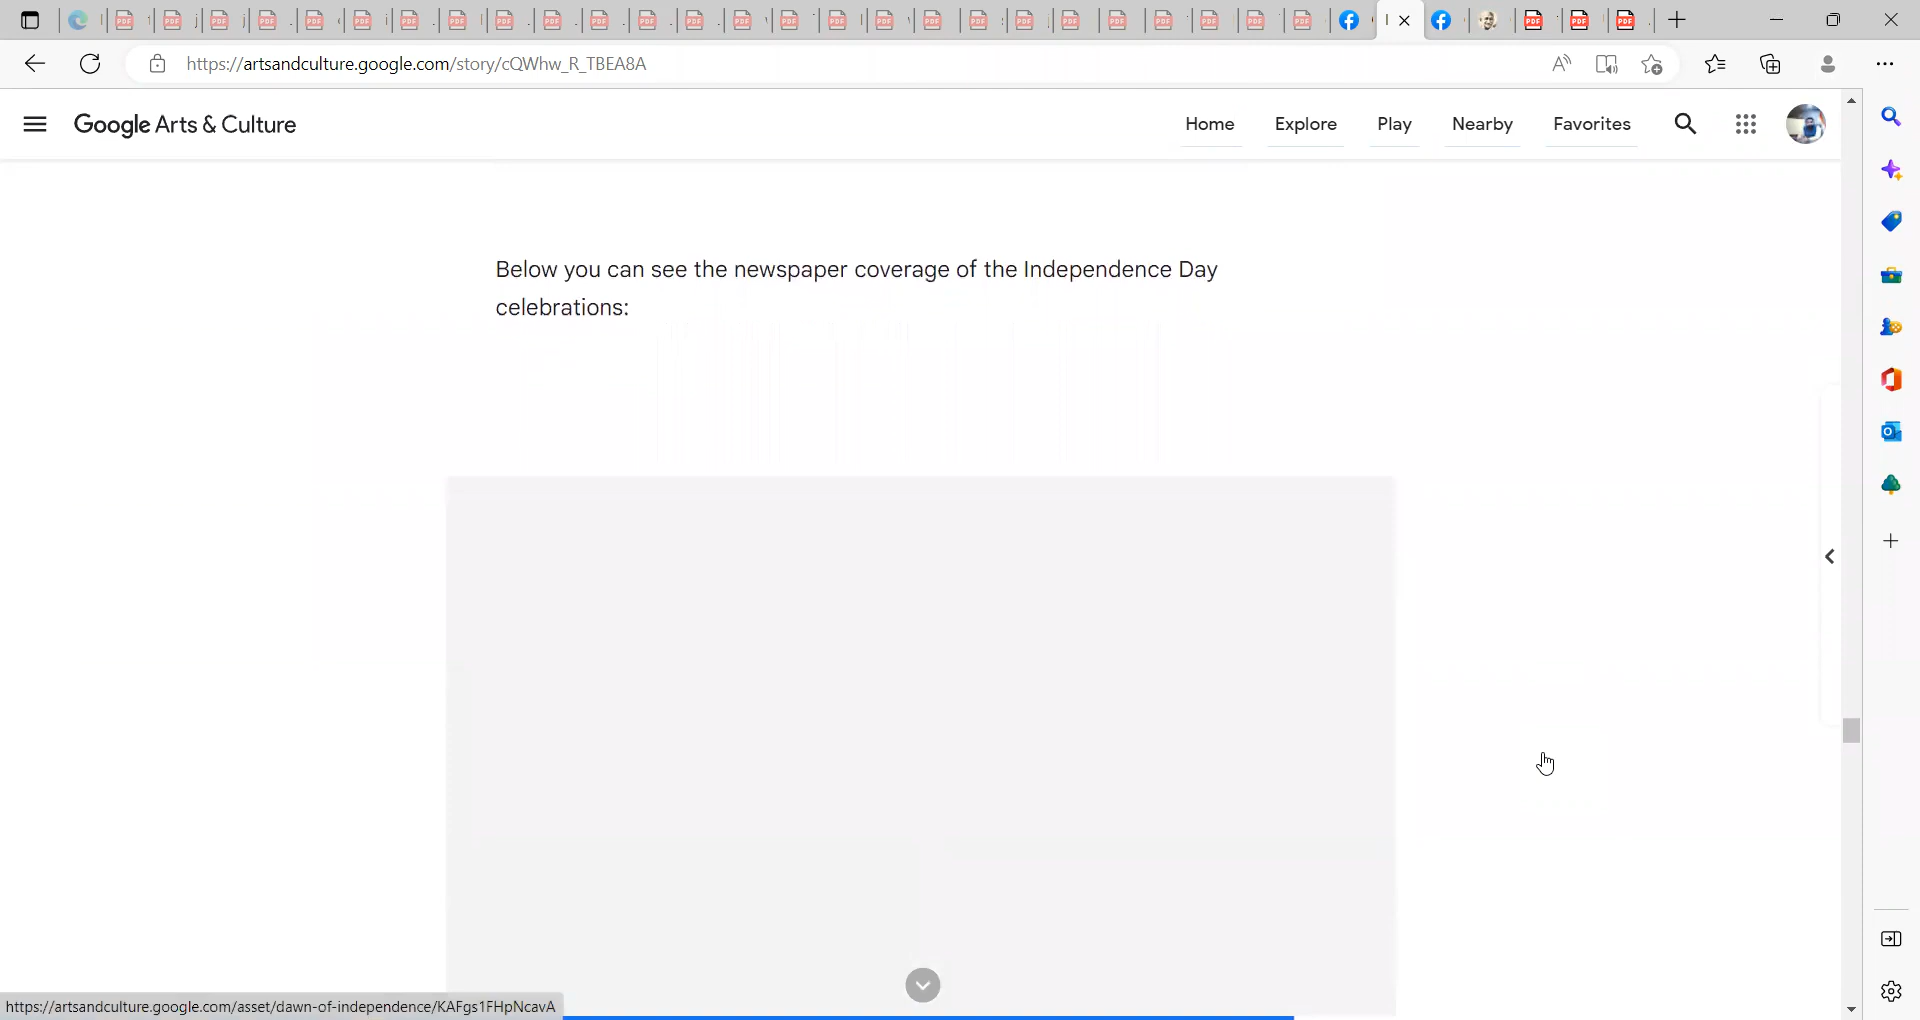 https://artsandculture.google.com/story/cQWhw_R_TBEA8A
Google Arts & Culture
Home
Explore
Play
Nearby
Favorites
Below you can see the newspaper coverage of the Independence Day
celebrations:
https://artsandculture.google.com/asset/dawn-of-independence/KAFgs1FHpNcavA